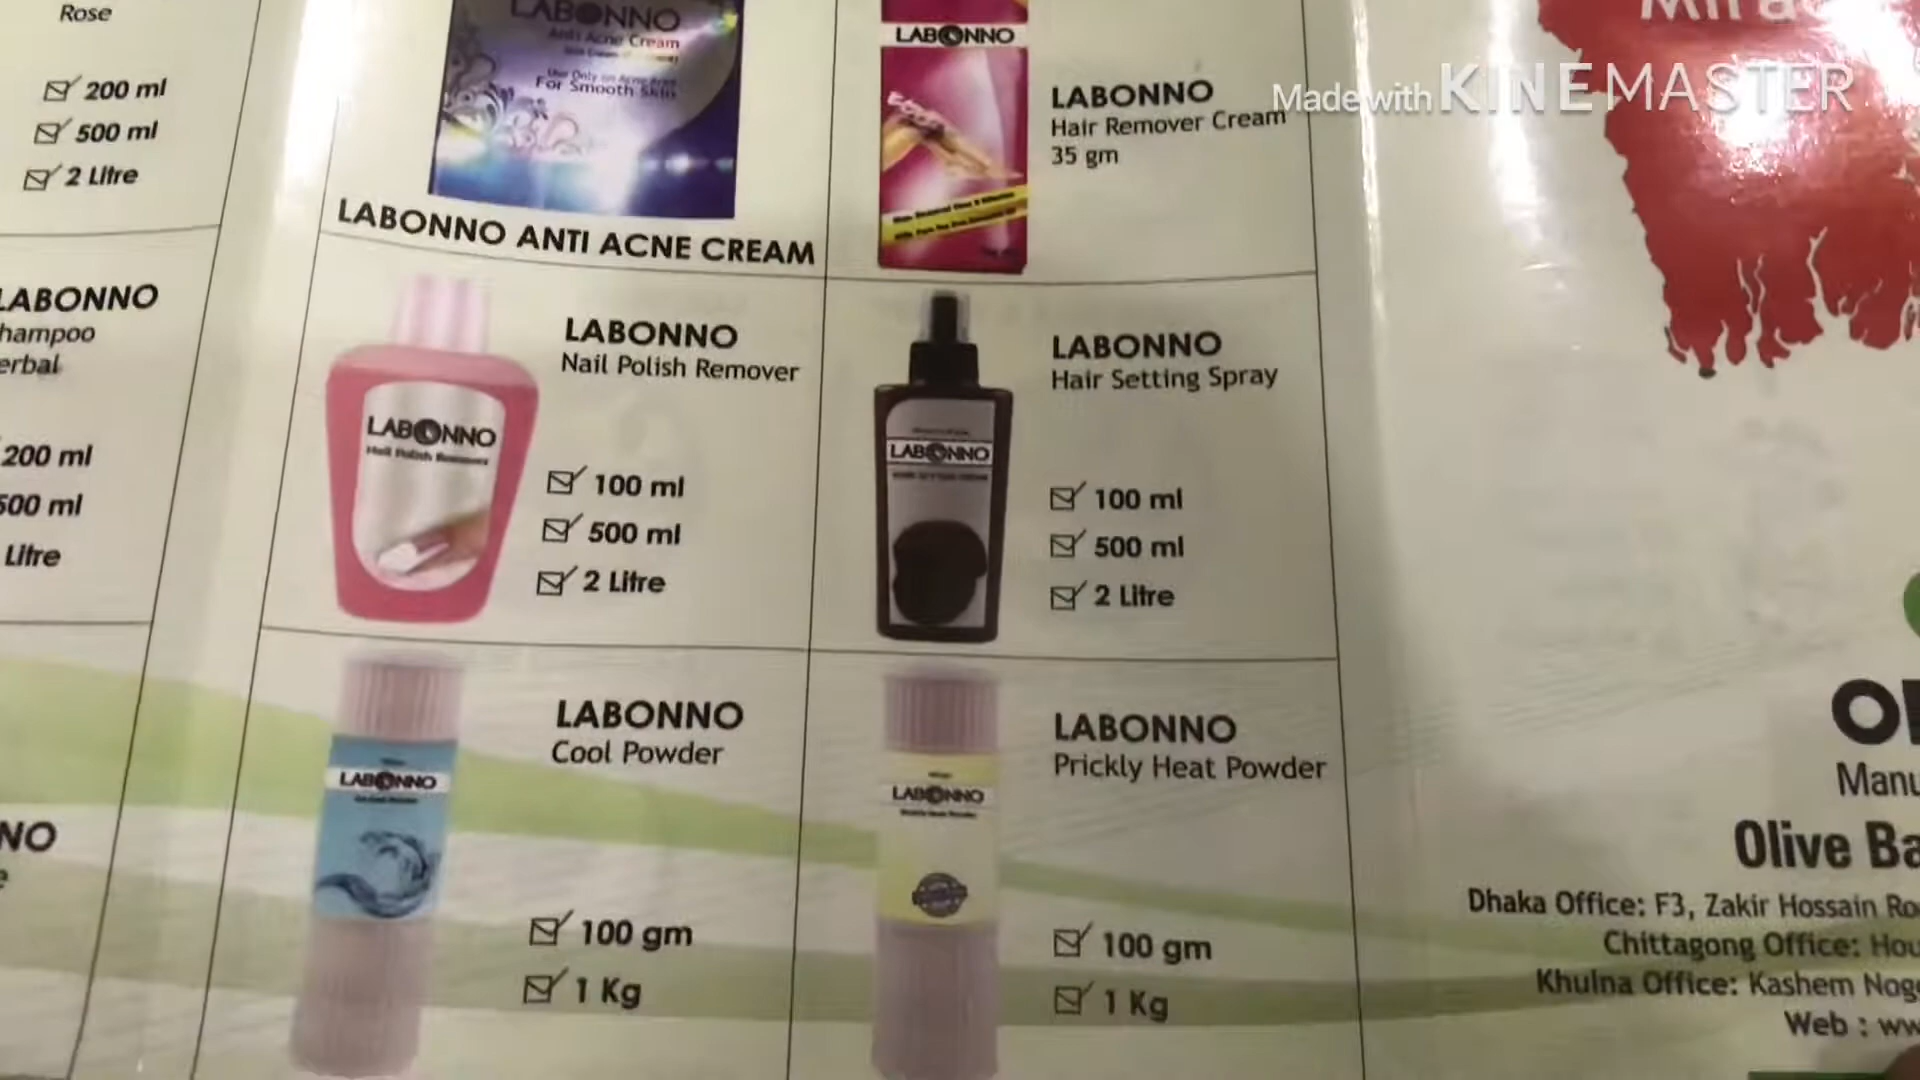 Rose
200 ml
500 ml
2 Litre
LABONNO
Anti Acne Cream
For Smooth Skin
LABONNO ANTI ACNE CREAM
LABONNO
LABONNO
Hair Remover Cream
35 gm
Made with KINEMASTER
LABONNO
hampoo
erbal
200 ml
500 ml
Litre
LABONNO
Nail Polish Remover
LABONNO
Nail Polish Remover
100 ml
500 ml
2 Litre
LABONNO
Hair Setting Spray
LABONNO
100 ml
500 ml
2 Litre
NO
LABONNO
Cool Powder
LABONNO
100 gm
1 Kg
LABONNO
Prickly Heat Powder
LABONNO
100 gm
1 Kg
Manu
Olive Ba
Dhaka Office: F3, Zakir Hossain Ro
Chittagong Office: Hou
Khulna Office: Kashem Nog
Web : ww